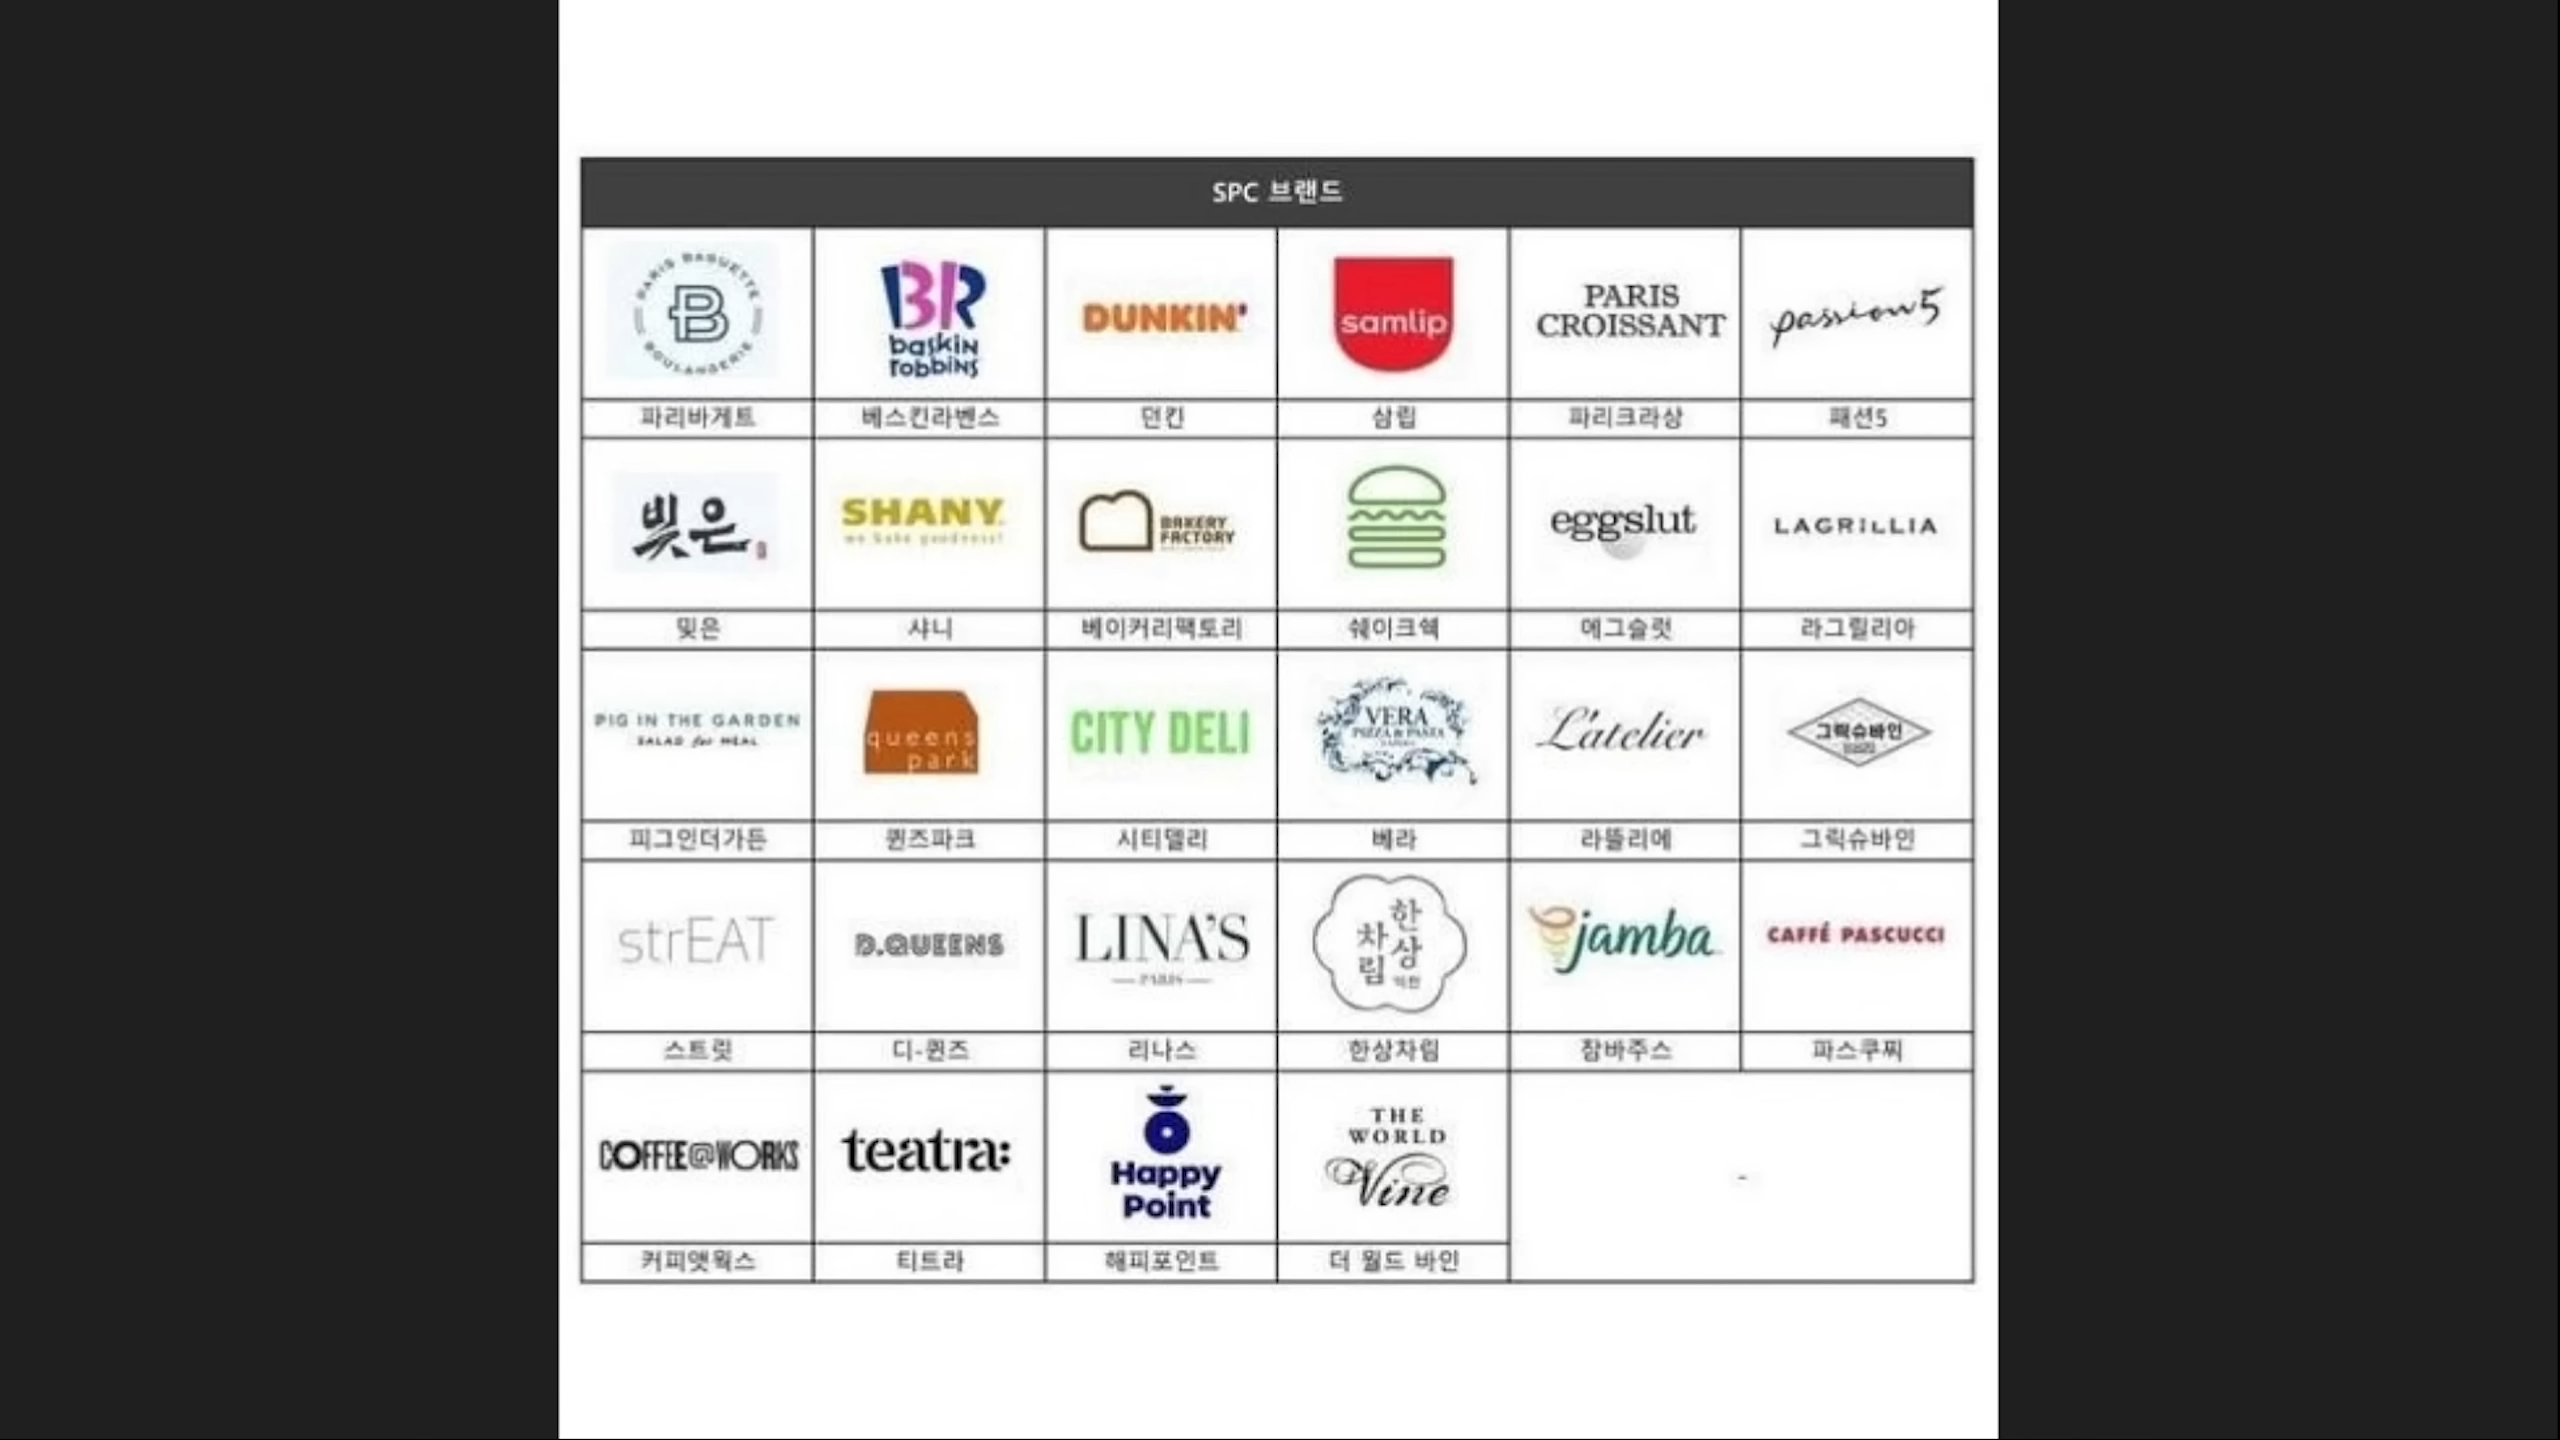 SPC 브랜드
PARIS BAGUETTE
B
BOULANGERIE
BR
baskin
robbins
DUNKIN'
samlip
PARIS
CROISSANT
passion5
파리바게트
베스킨라벤스
던킨
삼립
파리크라상
패션5
빚은
SHANY
we bake goodness!
BAKERY
FACTORY
eggslut
LAGRILLIA
빚은
샤니
베이커리팩토리
쉐이크쉑
에그슬럿
라그릴리아
PIG IN THE GARDEN
SALAD for MEAL
queens
park
CITY DELI
VERA
PIZZA & PASTA
L'atelier
그릭슈바인
피그인더가든
퀸즈파크
시티델리
베라
라뜰리에
그릭슈바인
strEAT
D.QUEENS
LINA'S
PARIS
한상
차림
jamba
CAFFÉ PASCUCCI
스트릿
디-퀸즈
리나스
한상차림
잠바주스
파스쿠찌
COFFEE@WORKS
teatra:
Happy
Point
THE
WORLD
Vine
-
커피앳웍스
티트라
해피포인트
더 월드 바인